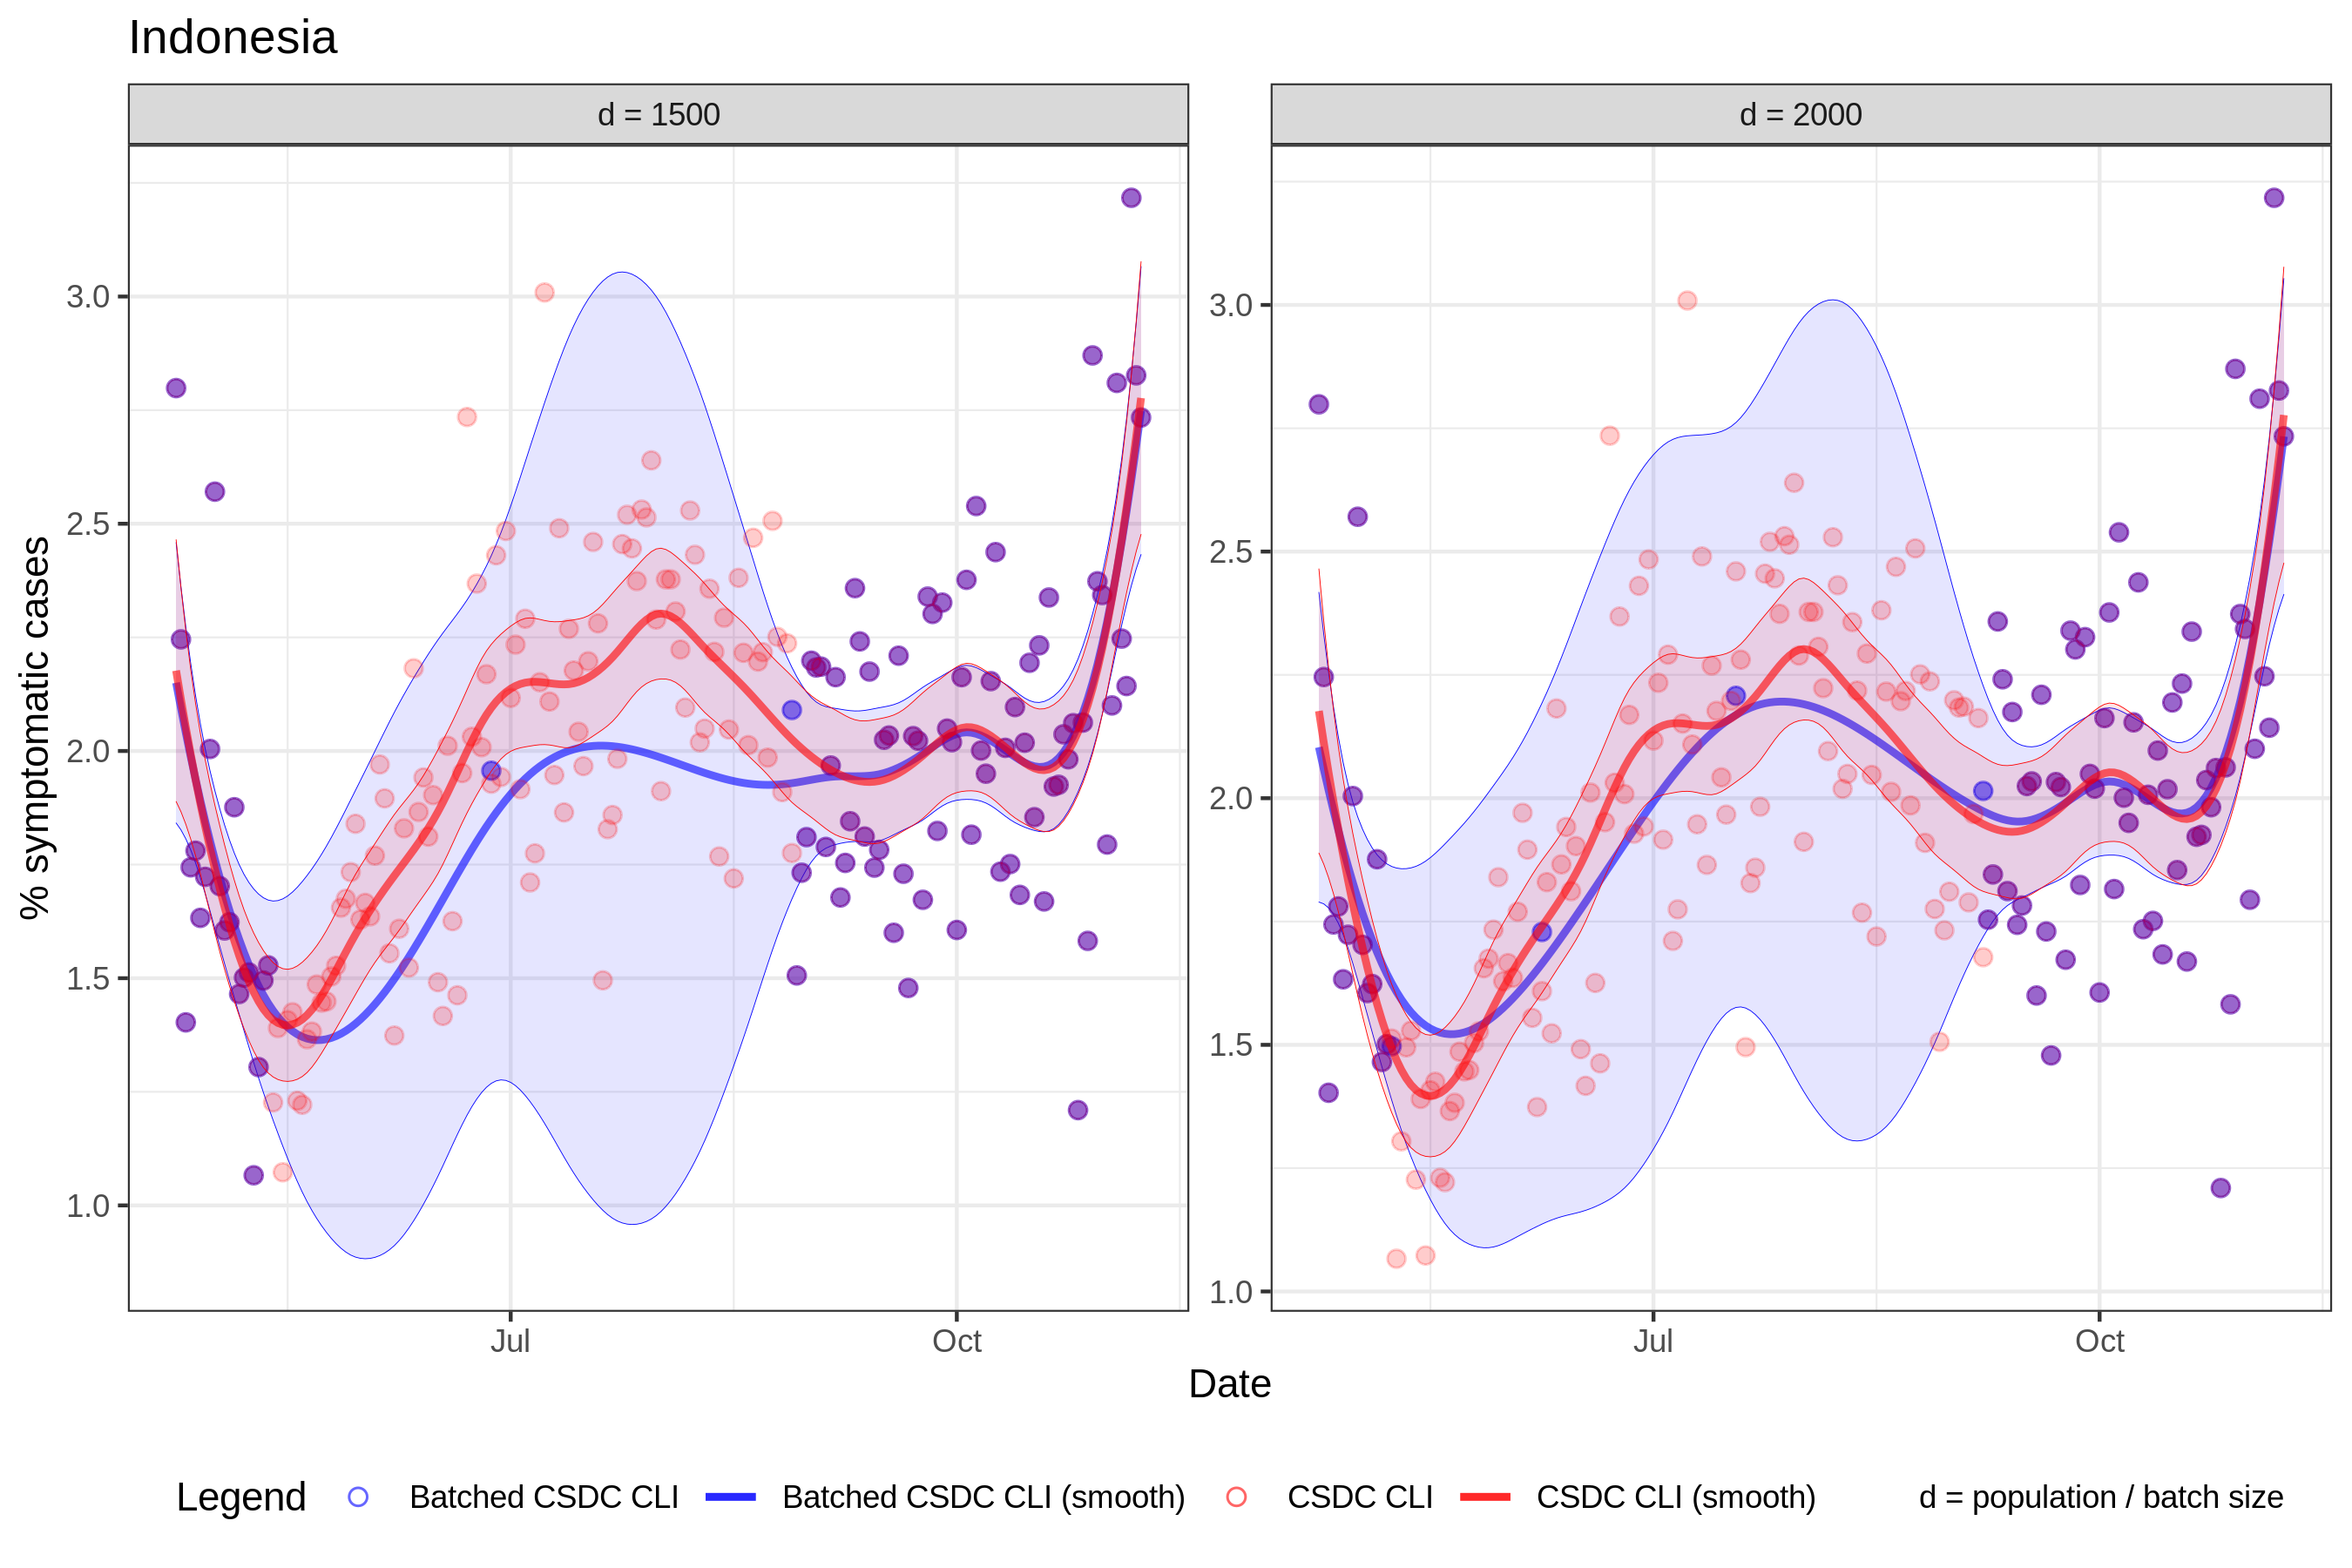 Indonesia
d = 1500
d = 2000
% symptomatic cases
3.0
2.5
2.0
1.5
1.0
3.0
2.5
2.0
1.5
1.0
Jul
Oct
Jul
Oct
Date
Legend
Batched CSDC CLI
Batched CSDC CLI (smooth)
CSDC CLI
CSDC CLI (smooth)
d = population / batch size